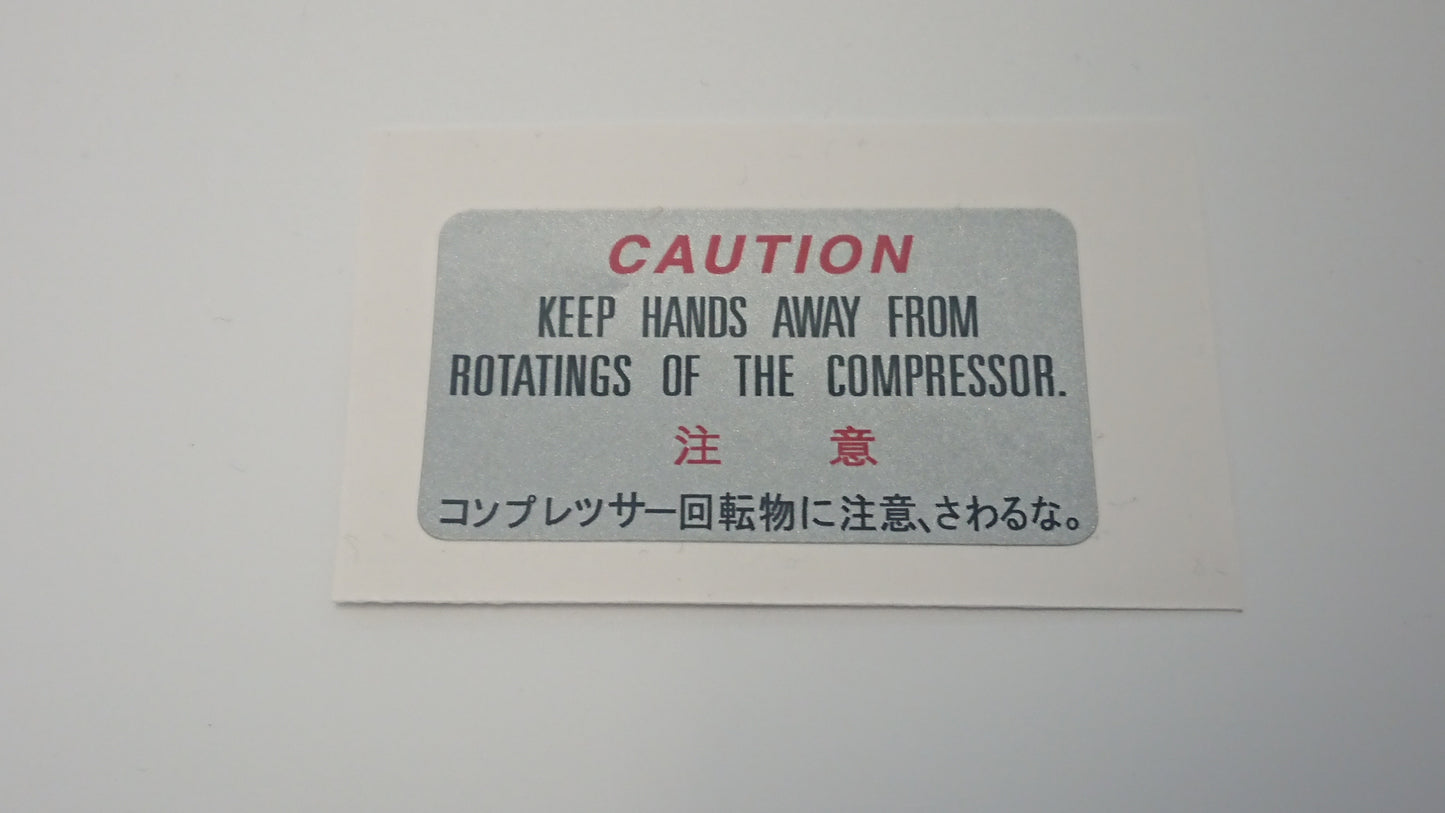 CAUTION
KEEP HANDS AWAY FROM
ROTATINGS OF THE COMPRESSOR.
注 意
コンプレツサー回転物に注意、さわるな。